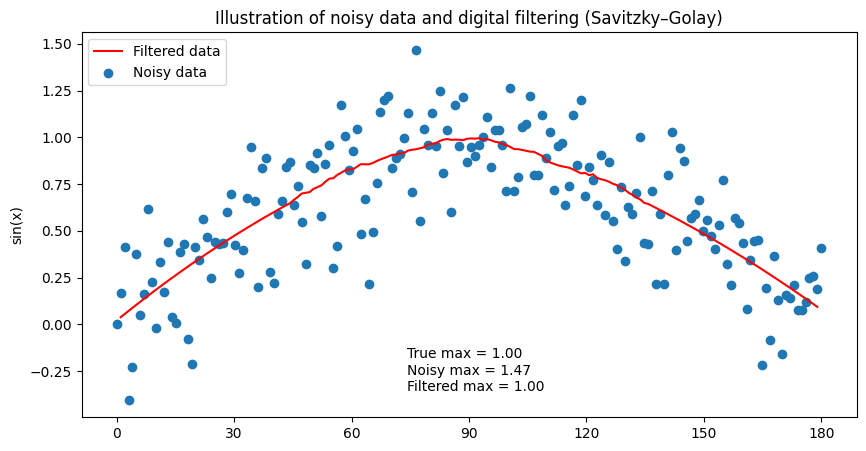 Illustration of noisy data and digital filtering (Savitzky–Golay)
Filtered data
Noisy data
1.50
1.25
1.00
0.75
0.50
0.25
0.00
−0.25
sin(x)
True max = 1.00
Noisy max = 1.47
Filtered max = 1.00
0 30 60 90 120 150 180